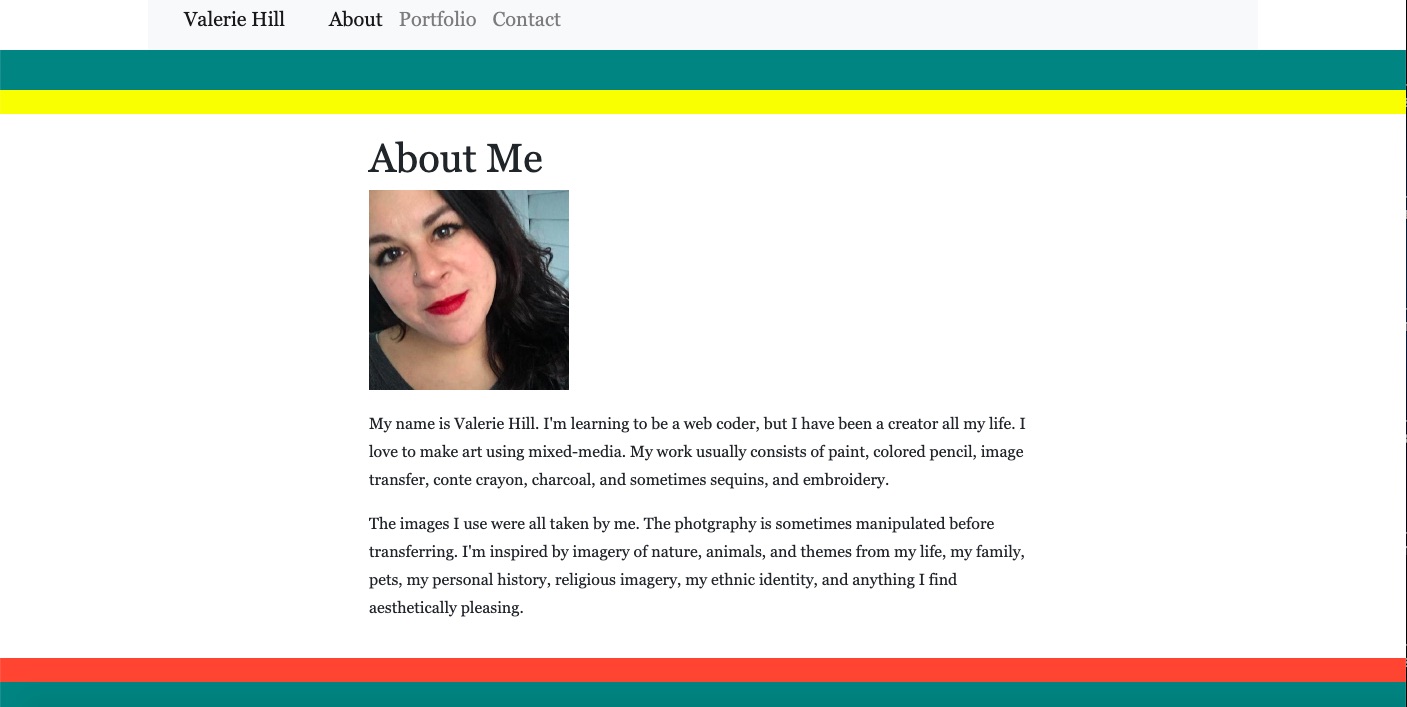 Valerie Hill About Portfolio Contact
About Me
My name is Valerie Hill. I'm learning to be a web coder, but I have been a creator all my life. I
love to make art using mixed-media. My work usually consists of paint, colored pencil, image
transfer, conte crayon, charcoal, and sometimes sequins, and embroidery.
The images I use were all taken by me. The photgraphy is sometimes manipulated before
transferring. I'm inspired by imagery of nature, animals, and themes from my life, my family,
pets, my personal history, religious imagery, my ethnic identity, and anything I find
aesthetically pleasing.